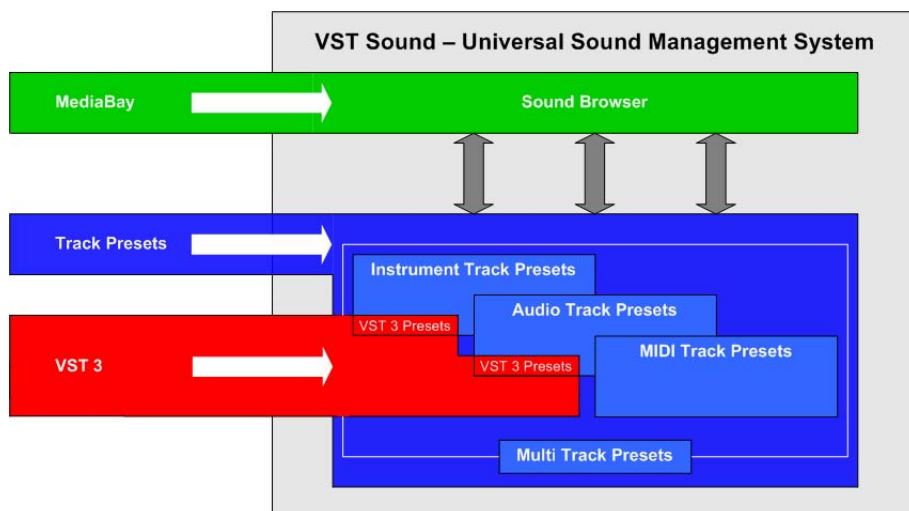 VST Sound – Universal Sound Management System
MediaBay
Sound Browser
Track Presets
Instrument Track Presets
Audio Track Presets
VST 3 Presets
MIDI Track Presets
VST 3
VST 3 Presets
Multi Track Presets